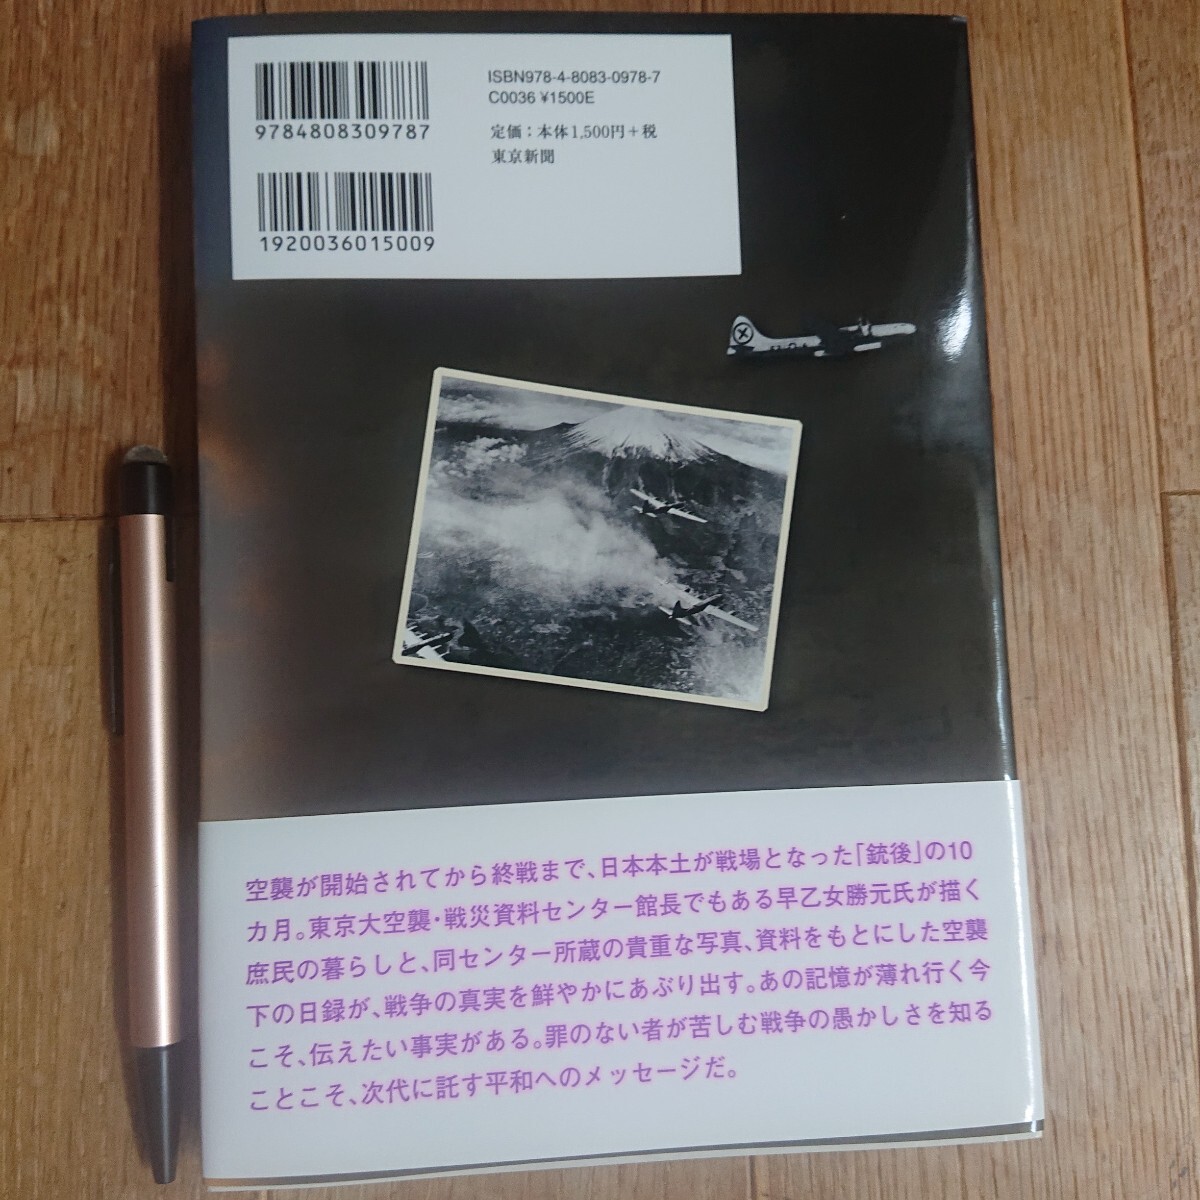 ISBN978-4-8083-0978-7
C0036 ¥1500E
定価：本体1,500円＋税
東京新聞
9784808309787
1920036015009
空襲が開始されてから終戦まで、日本本土が戦場となった「銃後」の10
カ月。東京大空襲・戦災資料センター館長でもある早乙女勝元氏が描く
庶民の暮らしと、同センター所蔵の貴重な写真、資料をもとにした空襲
下の日録が、戦争の真実を鮮やかにあぶり出す。あの記憶が薄れ行く今
こそ、伝えたい事実がある。罪のない者が苦しむ戦争の愚かしさを知る
ことこそ、次代に託す平和へのメッセージだ。